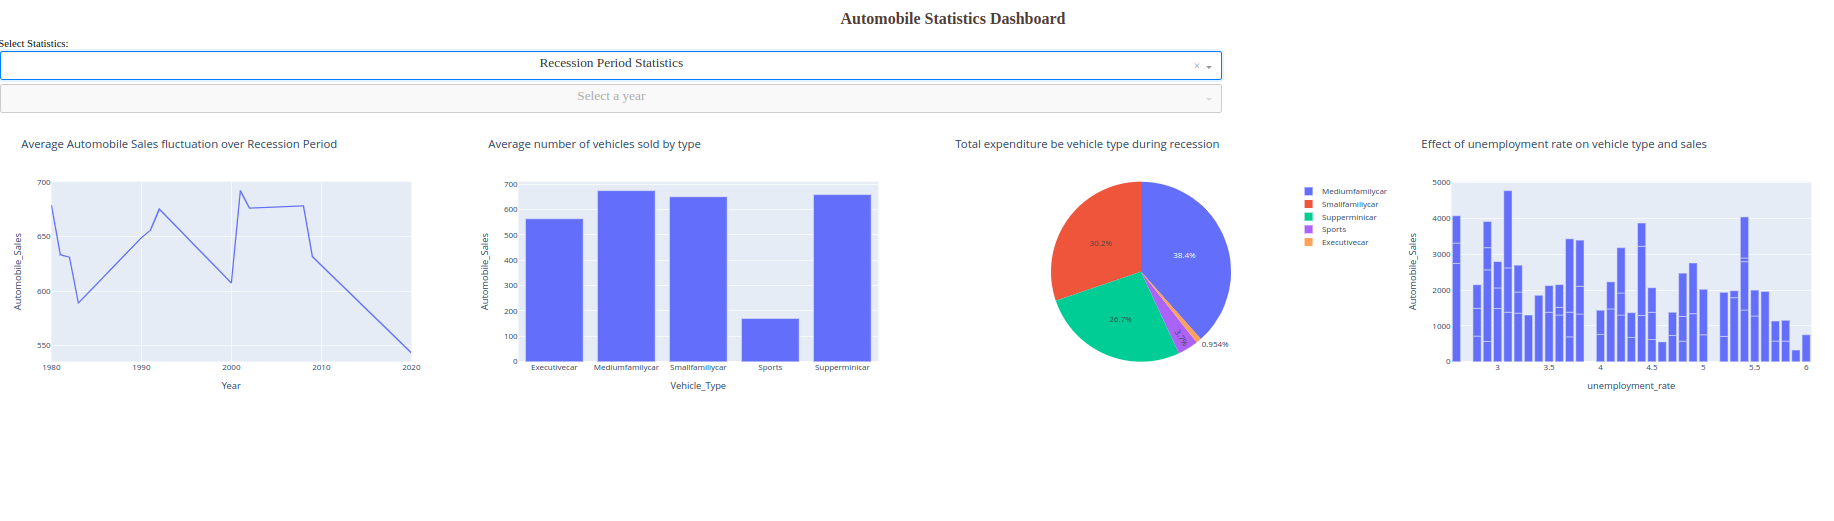 Automobile Statistics Dashboard
Select Statistics:
Recession Period Statistics
×
Select a year
Average Automobile Sales fluctuation over Recession Period
700
650
600
550
Automobile_Sales
1980 1990 2000 2010 2020
Year
Average number of vehicles sold by type
700
600
500
400
300
200
100
0
Automobile_Sales
Executivecar Mediumfamilycar Smallfamiliycar Sports Supperminicar
Vehicle_Type
Total expenditure be vehicle type during recession
38.4%
30.2%
26.7%
3.7%
0.954%
Mediumfamilycar
Smallfamiliycar
Supperminicar
Sports
Executivecar
Effect of unemployment rate on vehicle type and sales
5000
4000
3000
2000
1000
0
Automobile_Sales
3 3.5 4 4.5 5 5.5 6
unemployment_rate